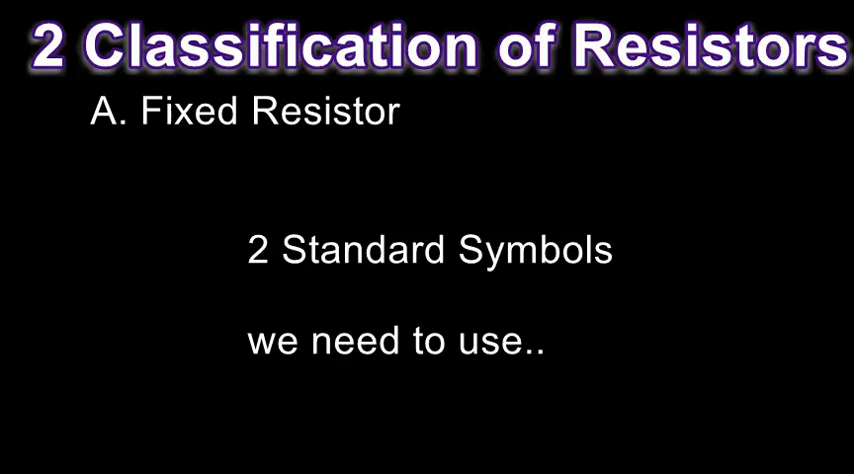 2 Classification of Resistors
A. Fixed Resistor
2 Standard Symbols
we need to use..